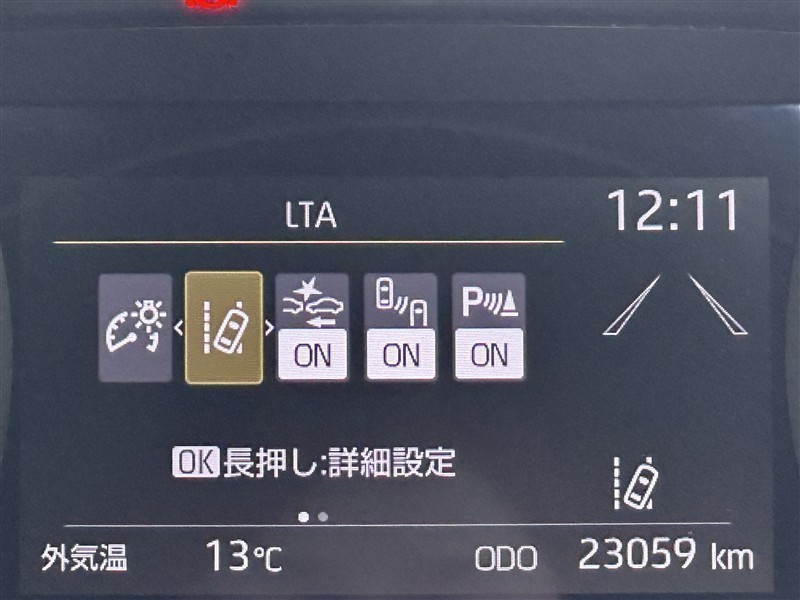 LTA
12:11
ON ON P ON
OK長押し:詳細設定
外気温 13℃ ODO 23059 km